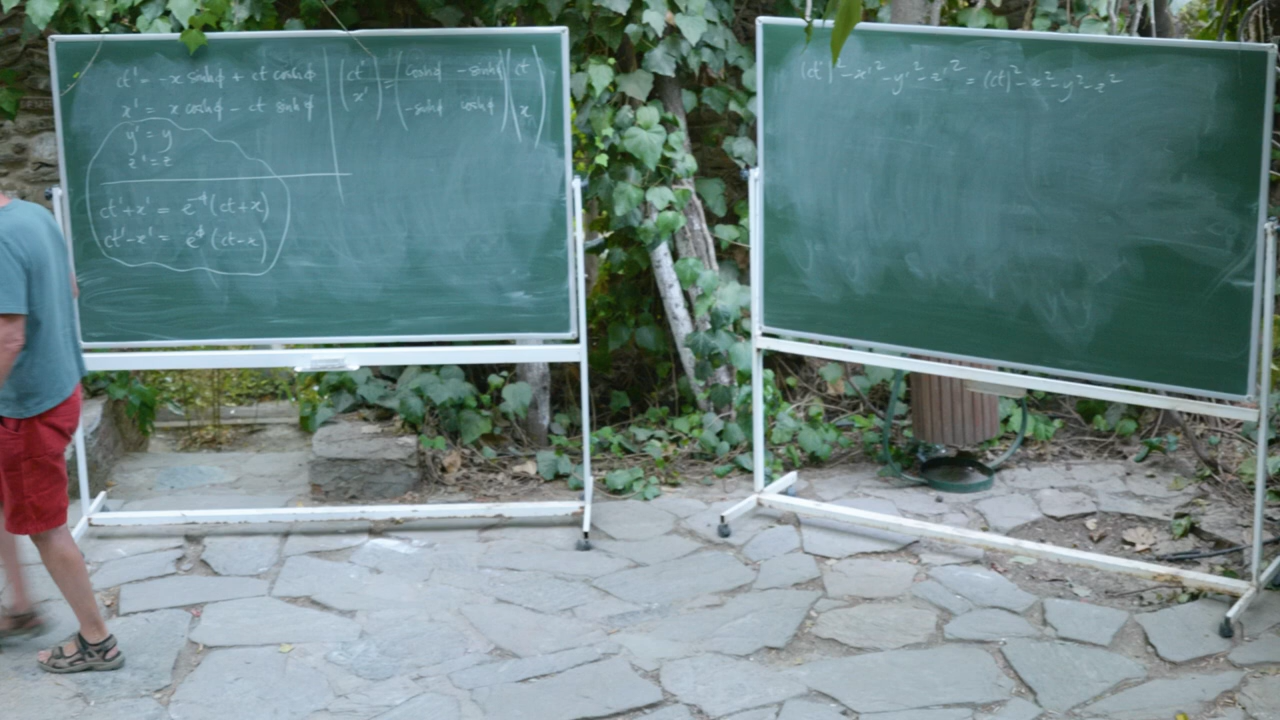 ct' = -x sinhϕ + ct coshϕ
x' = x coshϕ - ct sinhϕ
y' = y
z' = z
ct'+x' = e^-ϕ (ct+x)
ct'-x' = e^ϕ (ct-x)
(ct' x') = (coshϕ -sinhϕ -sinhϕ coshϕ)(ct x)
(ct')² - x'² - y'² - z'² = (ct)² - x² - y² - z²